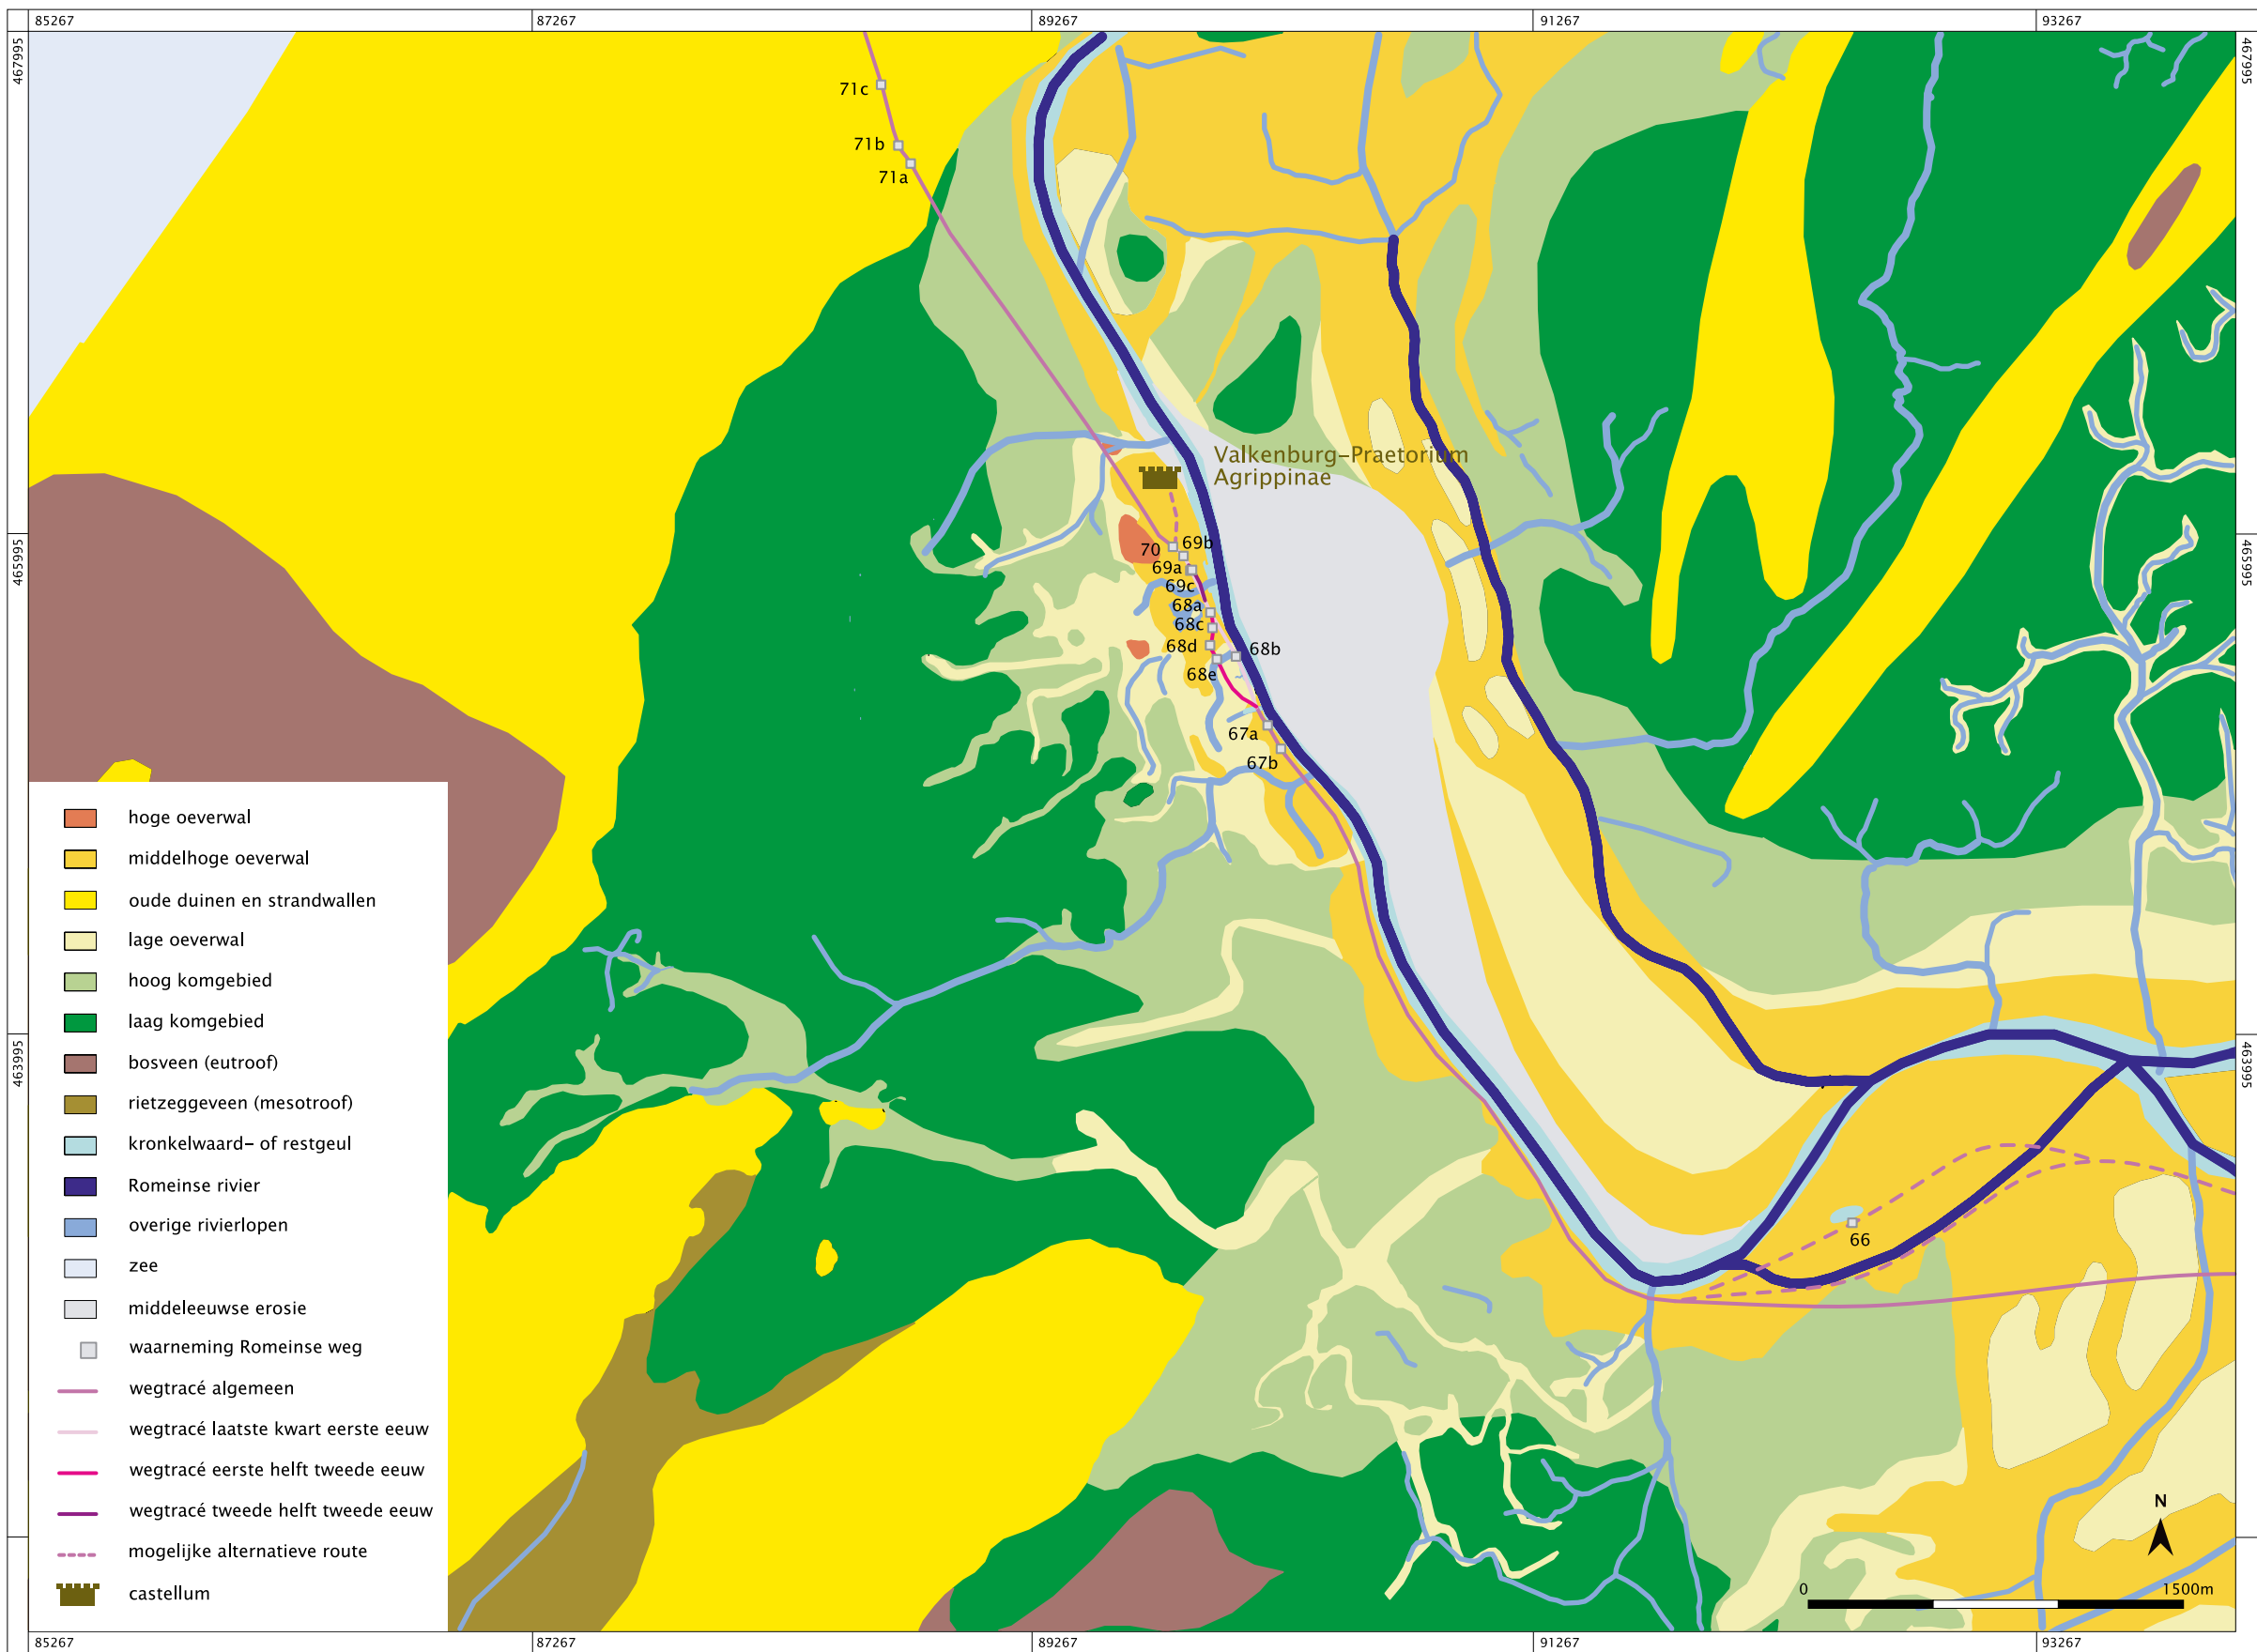 85267
87267
89267
91267
93267
467995
467995
71c
71b
71a
Valkenburg-Praetorium
Agrippinae
465995
465995
69b
70
69a
69c
68a
68c
68d
68b
68e
67a
67b
hoge oeverwal
middelhoge oeverwal
oude duinen en strandwallen
lage oeverwal
hoog komgebied
laag komgebied
bosveen (eutroof)
rietzeggeveen (mesotroof)
kronkelwaard- of restgeul
Romeinse rivier
overige rivierlopen
zee
middeleeuwse erosie
waarneming Romeinse weg
wegtracé algemeen
wegtracé laatste kwart eerste eeuw
wegtracé eerste helft tweede eeuw
wegtracé tweede helft tweede eeuw
mogelijke alternatieve route
castellum
463995
463995
66
N
0
1500m
85267
87267
89267
91267
93267